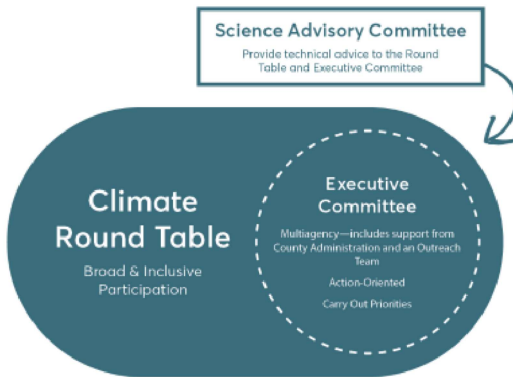 Science Advisory Committee
Provide technical advice to the Round
Table and Executive Committee
Climate
Round Table
Broad & Inclusive
Participation
Executive
Committee
Multiagency—includes support from
County Administration and an Outreach
Team
Action-Oriented
Carry Out Priorities